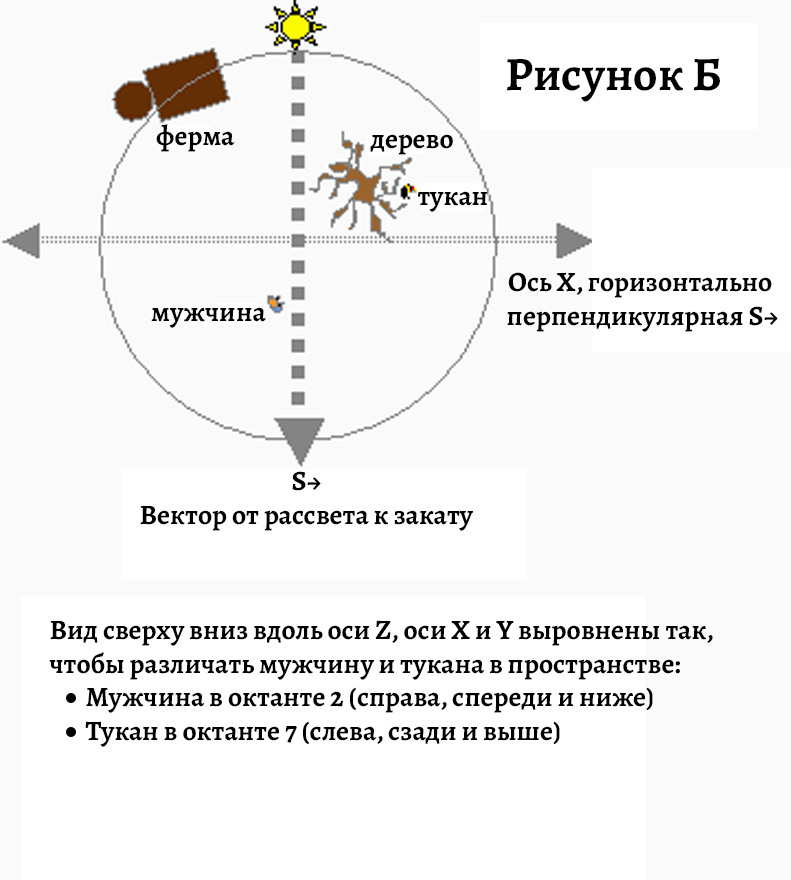 Рисунок Б
ферма
дерево
тукан
Ось X, горизонтально
перпендикулярная S→
мужчина
S→
Вектор от рассвета к закату
Вид сверху вниз вдоль оси Z, оси X и Y выровнены так,
чтобы различать мужчину и тукана в пространстве:
• Мужчина в октанте 2 (справа, спереди и ниже)
• Тукан в октанте 7 (слева, сзади и выше)